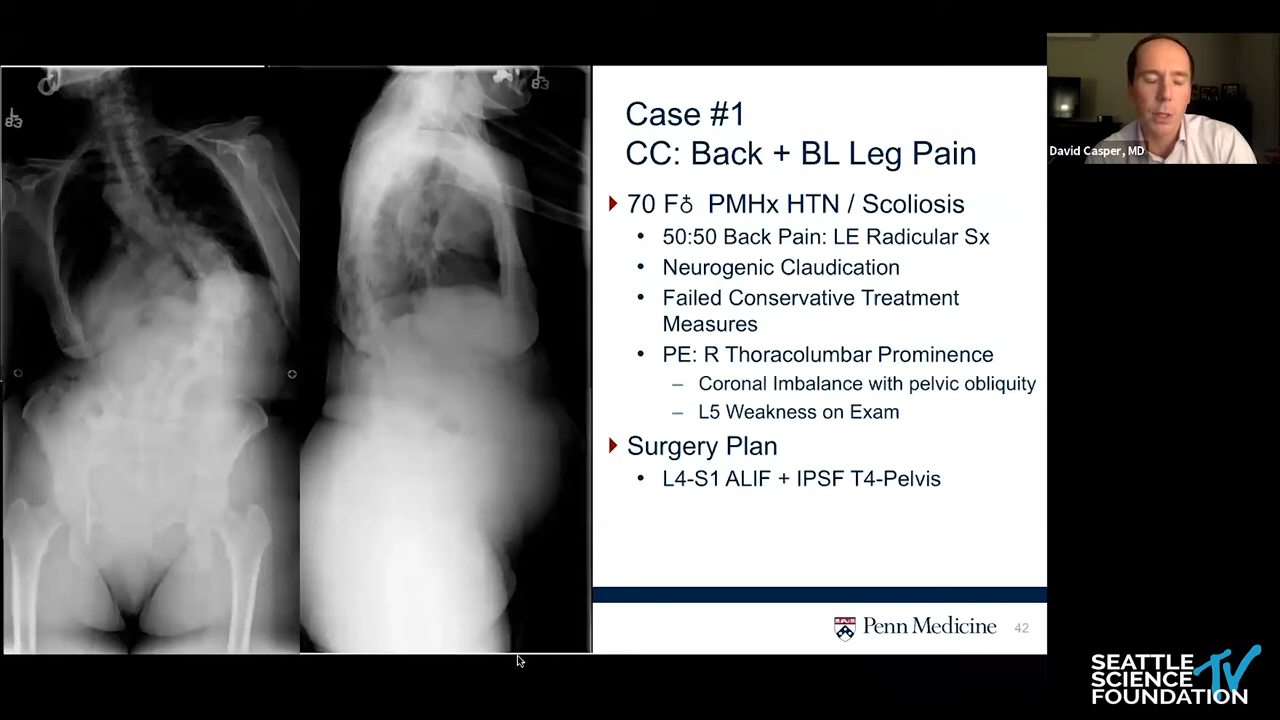 L
83
83
Case #1
CC: Back + BL Leg Pain
70 F♁ PMHx HTN / Scoliosis
• 50:50 Back Pain: LE Radicular Sx
• Neurogenic Claudication
• Failed Conservative Treatment
Measures
• PE: R Thoracolumbar Prominence
– Coronal Imbalance with pelvic obliquity
– L5 Weakness on Exam
Surgery Plan
• L4-S1 ALIF + IPSF T4-Pelvis
Penn Medicine
42
David Casper, MD
SEATTLE
SCIENCE TV
FOUNDATION